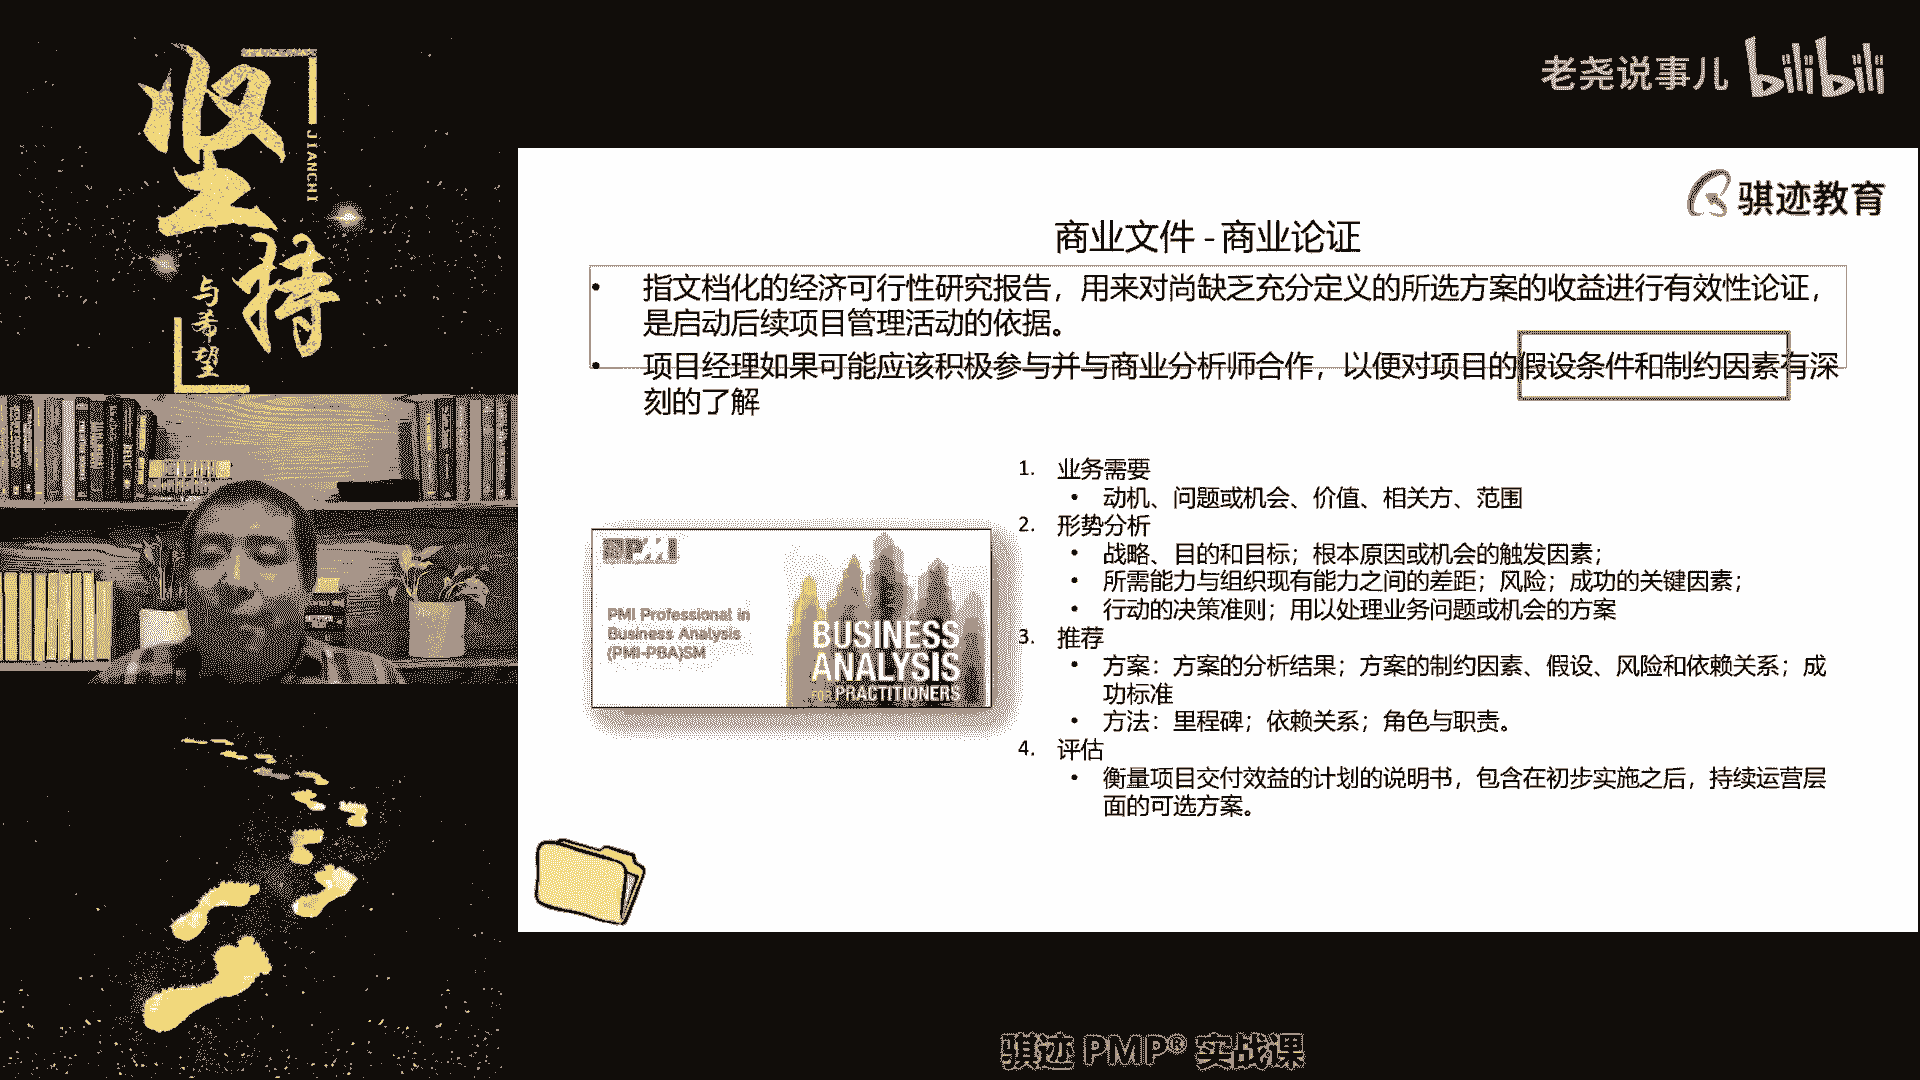 坚持
JIANCHI
与希望
老尧说事儿 bilibili
骐迹教育
商业文件 - 商业论证
• 指文档化的经济可行性研究报告，用来对尚缺乏充分定义的所选方案的收益进行有效性论证，
是启动后续项目管理活动的依据。
• 项目经理如果可能应该积极参与并与商业分析师合作，以便对项目的假设条件和制约因素有深
刻的了解
PMI
PMI Professional in
Business Analysis
(PMI-PBA)SM
BUSINESS
ANALYSIS
FOR PRACTITIONERS
1. 业务需要
• 动机、问题或机会、价值、相关方、范围
2. 形势分析
• 战略、目的和目标；根本原因或机会的触发因素；
• 所需能力与组织现有能力之间的差距；风险；成功的关键因素；
• 行动的决策准则；用以处理业务问题或机会的方案
3. 推荐
• 方案：方案的分析结果；方案的制约因素、假设、风险和依赖关系；成
功标准
• 方法：里程碑；依赖关系；角色与职责。
4. 评估
• 衡量项目交付效益的计划的说明书，包含在初步实施之后，持续运营层
面的可选方案。
骐迹 PMP® 实战课